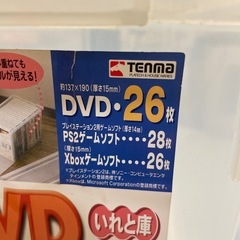 重ねても
ルが見える！
TENMA
約137×190（厚さ15mm）
DVD・26枚
プレイステーション2用ゲームソフト（厚さ14㎜）
PS2ゲームソフト････28枚
（厚さ15mm）
Xboxゲームソフト････26枚
※プレイステーション2は、(株)ソニー・コンピュータエンタ
テインメントの登録商標です。
※Xboxは、Microsoft Corporationの登録商標です。
いれと庫
VD